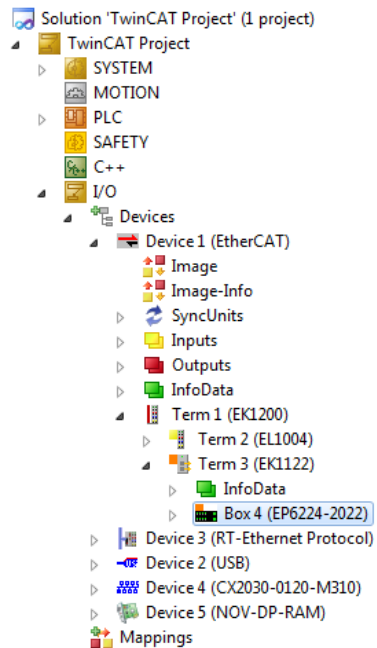 Solution 'TwinCAT Project' (1 project)
TwinCAT Project
SYSTEM
MOTION
PLC
SAFETY
C++
I/O
Devices
Device 1 (EtherCAT)
Image
Image-Info
SyncUnits
Inputs
Outputs
InfoData
Term 1 (EK1200)
Term 2 (EL1004)
Term 3 (EK1122)
InfoData
Box 4 (EP6224-2022)
Device 3 (RT-Ethernet Protocol)
Device 2 (USB)
Device 4 (CX2030-0120-M310)
Device 5 (NOV-DP-RAM)
Mappings